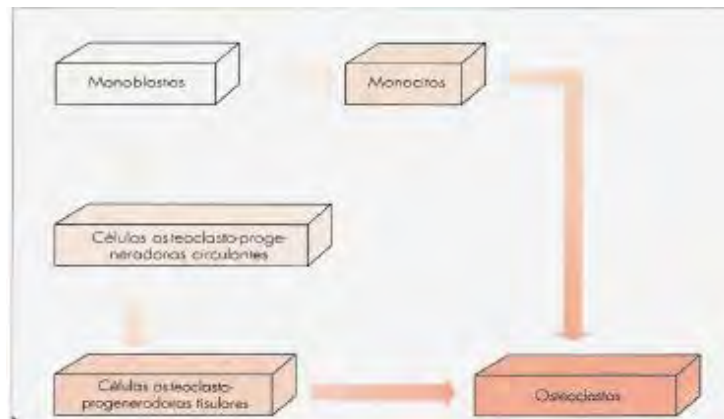 Monoblastos
Monocitos
Células osteoclasto-proge-
neradoras circulantes
Células osteoclasto-
progeneradoras tisulares
Osteoclastos